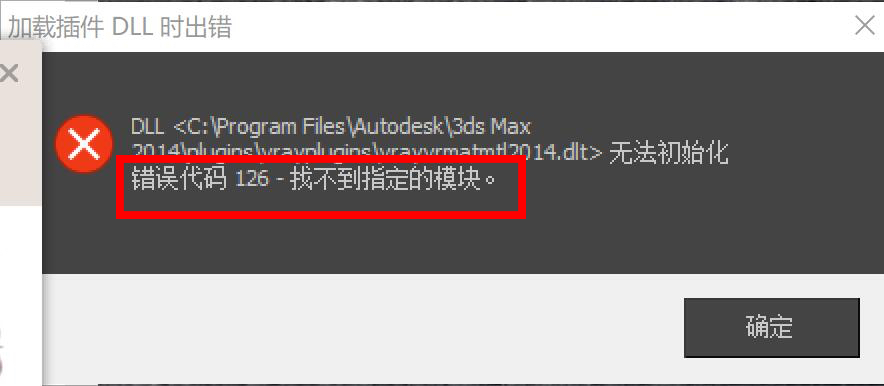 加载插件 DLL 时出错
DLL <C:\Program Files\Autodesk\3ds Max
2014\plugins\vrayplugins\vrayvrmatmtl2014.dlt> 无法初始化
错误代码 126 - 找不到指定的模块。
确定